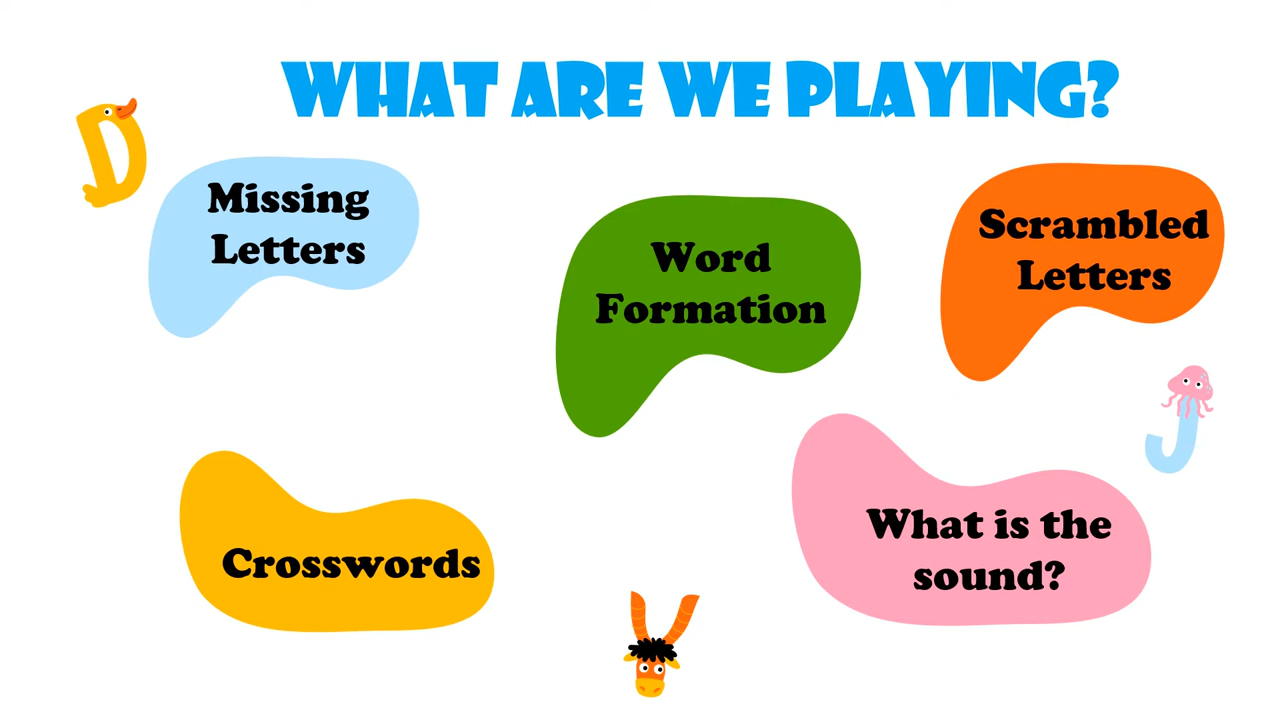 WHAT ARE WE PLAYING?
Missing
Letters
Word
Formation
Scrambled
Letters
Crosswords
What is the
sound?
D
J
V